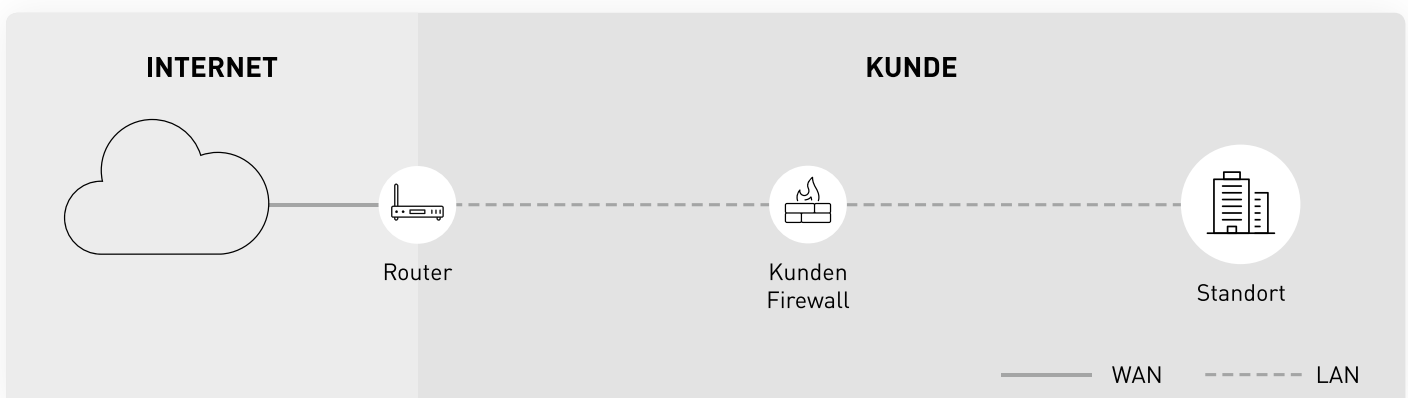 INTERNET
KUNDE
Router
Kunden
Firewall
Standort
WAN
LAN